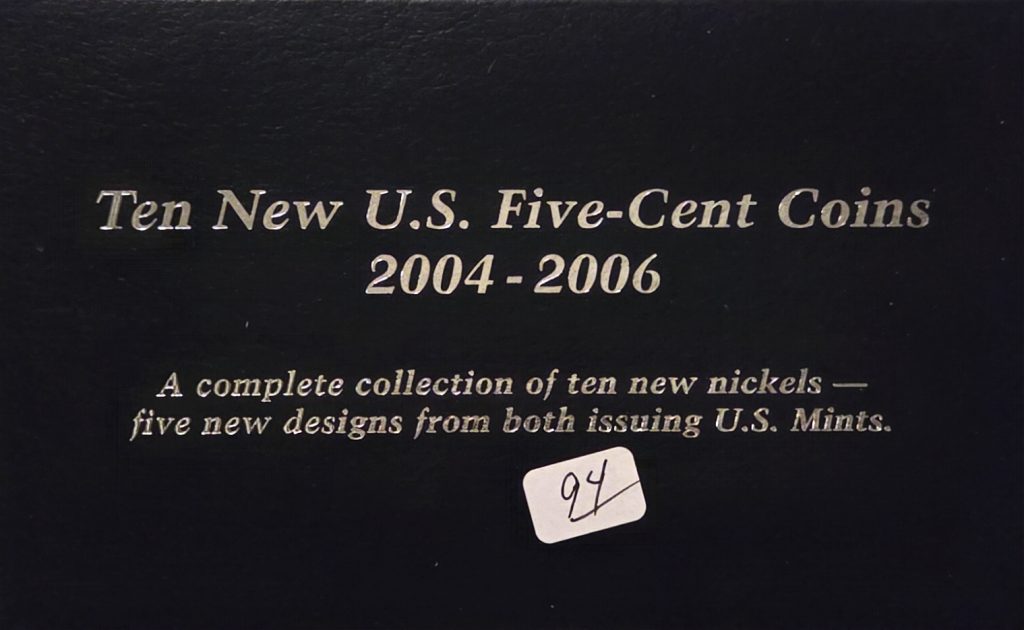 Ten New U.S. Five-Cent Coins
2004 - 2006
A complete collection of ten new nickels —
five new designs from both issuing U.S. Mints.
94